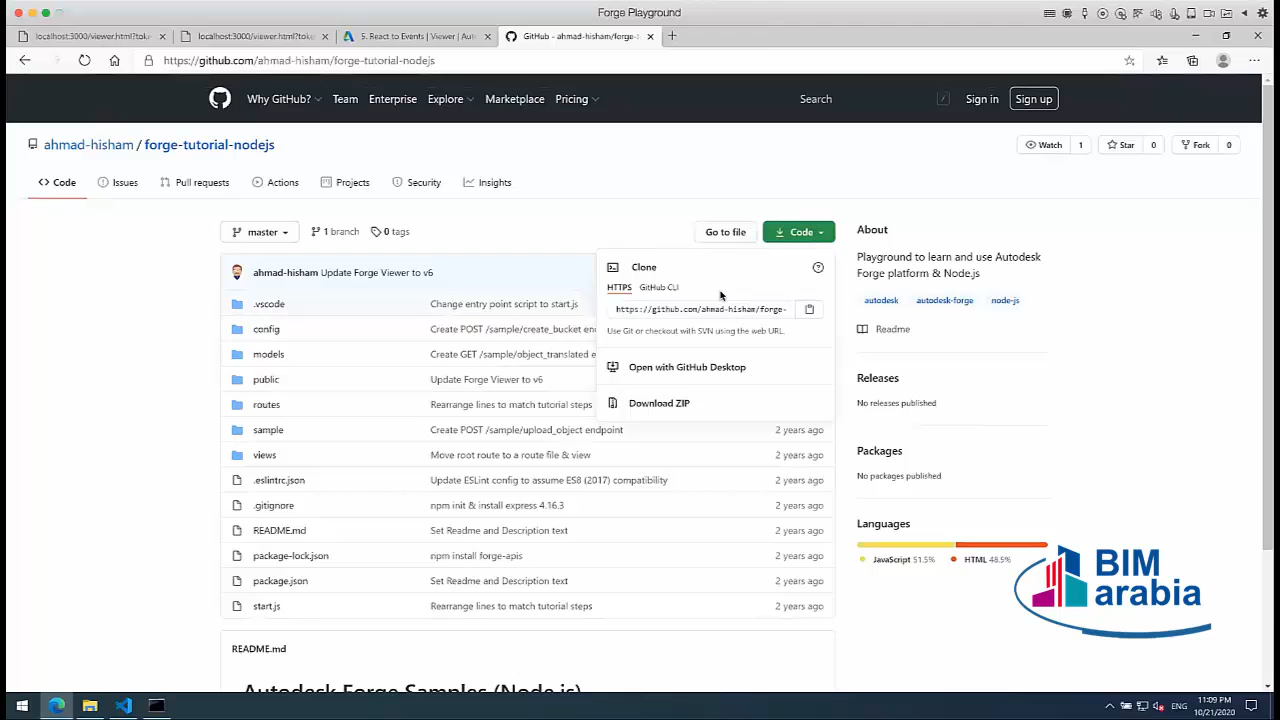 Forge Playground
localhost:3000/viewer.html?tok
localhost:3000/viewer.html?toke
5. React to Events | Viewer | Aut
GitHub - ahmad-hisham/forge-
https://github.com/ahmad-hisham/forge-tutorial-nodejs
Why GitHub? Team Enterprise Explore Marketplace Pricing Search / Sign in Sign up
ahmad-hisham / forge-tutorial-nodejs
Watch 1 Star 0 Fork 0
Code Issues Pull requests Actions Projects Security Insights
master 1 branch 0 tags Go to file Code
ahmad-hisham Update Forge Viewer to v6
.vscode Change entry point script to start.js
config Create POST /sample/create_bucket en
models Create GET /sample/object_translated e
public Update Forge Viewer to v6
routes Rearrange lines to match tutorial steps
sample Create POST /sample/upload_object endpoint 2 years ago
views Move root route to a route file & view 2 years ago
.eslintrc.json Update ESLint config to assume ES8 (2017) compatibility 2 years ago
.gitignore npm init & install express 4.16.3 2 years ago
README.md Set Readme and Description text 2 years ago
package-lock.json npm install forge-apis 2 years ago
package.json Set Readme and Description text 2 years ago
start.js Rearrange lines to match tutorial steps 2 years ago
Clone
HTTPS GitHub CLI
https://github.com/ahmad-hisham/forge-
Use Git or checkout with SVN using the web URL.
Open with GitHub Desktop
Download ZIP
README.md
Autodesk Forge Samples (Node.js)
About
Playground to learn and use Autodesk
Forge platform & Node.js
autodesk autodesk-forge node-js
Readme
Releases
No releases published
Packages
No packages published
Languages
JavaScript 51.5% HTML 48.5%
BIM
arabia
ENG
11:09 PM
10/21/2020